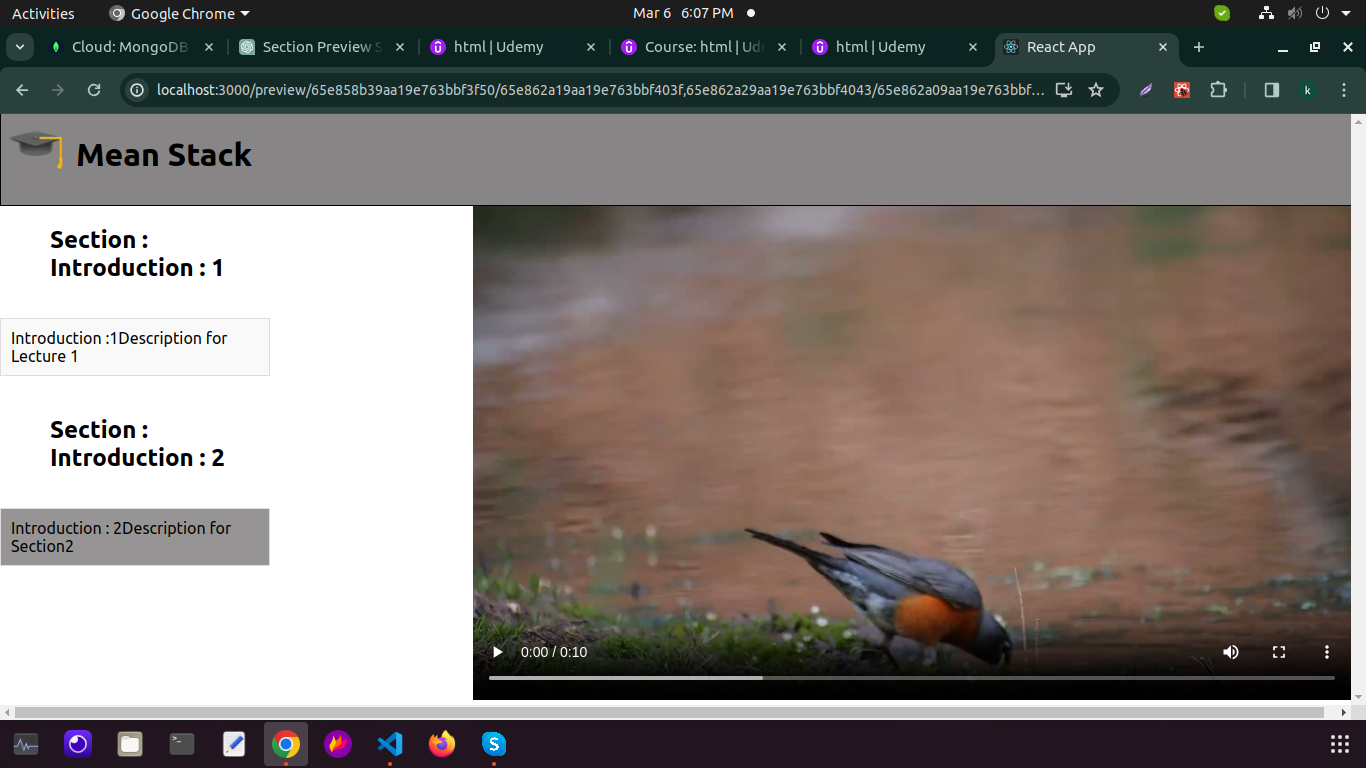 Activities
Google Chrome
Mar 6 6:07 PM
Cloud: MongoDB
Section Preview S
html | Udemy
Course: html | Ude
html | Udemy
React App
localhost:3000/preview/65e858b39aa19e763bbf3f50/65e862a19aa19e763bbf403f,65e862a29aa19e763bbf4043/65e862a09aa19e763bbf…
k
Mean Stack
Section :
Introduction : 1
Introduction :1Description for
Lecture 1
Section :
Introduction : 2
Introduction : 2Description for
Section2
0:00 / 0:10